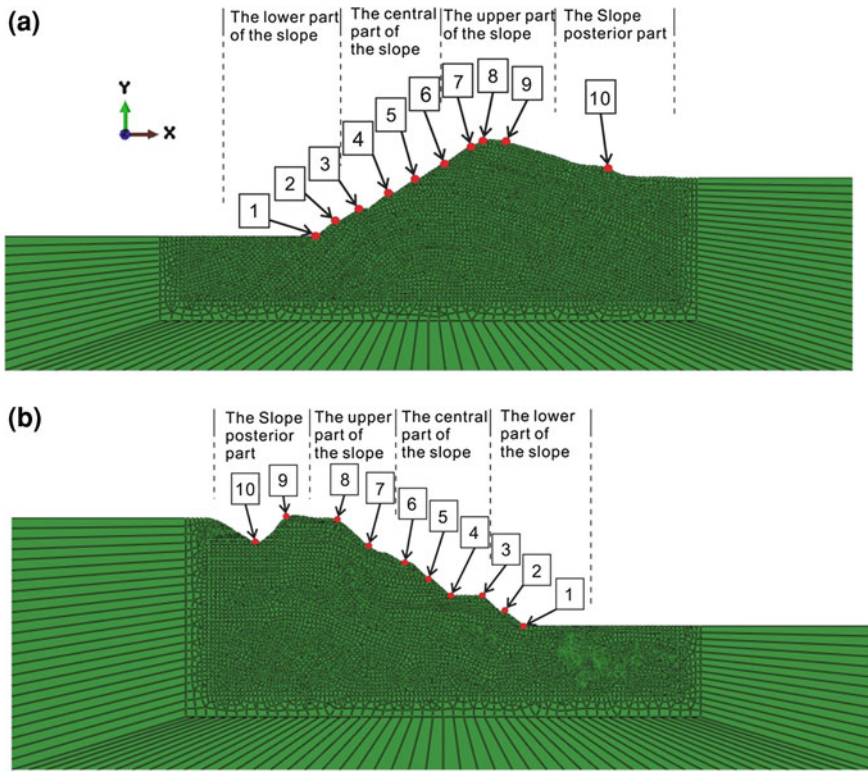 (a)
The lower part
of the slope
The central
part of
the slope
The upper part
of the slope
The Slope
posterior part
Y
X
1
2
3
4
5
6
7
8
9
10
(b)
The Slope
posterior
part
The upper
part of
the slope
The central
part of
the slope
The lower
part of
the slope
10
9
8
7
6
5
4
3
2
1